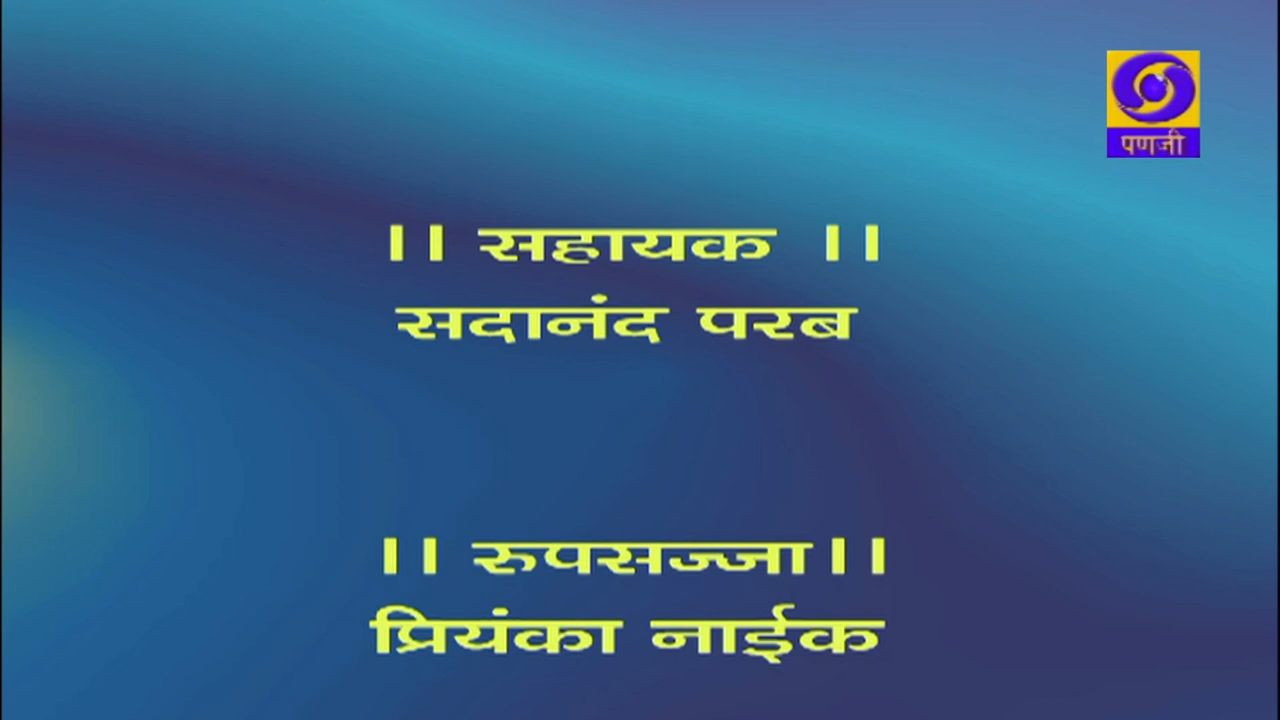 पणजी
।। सहायक ।।
सदानंद परब
।। रुपसज्जा।।
प्रियंका नाईक